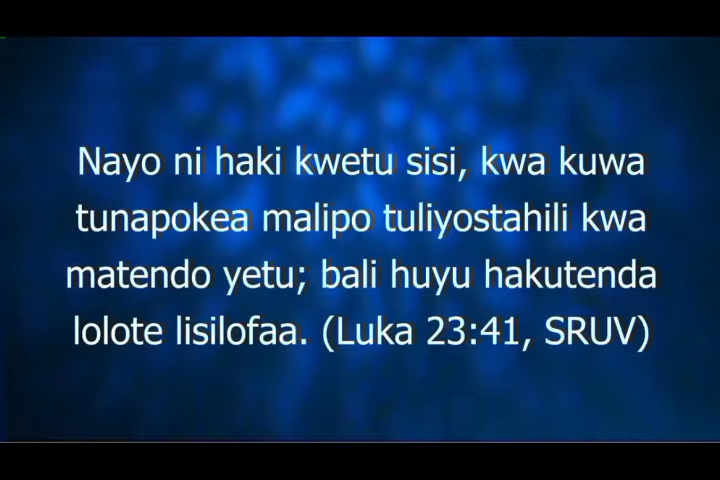 Nayo ni haki kwetu sisi, kwa kuwa
tunapokea malipo tuliyostahili kwa
matendo yetu; bali huyu hakutenda
lolote lisilofaa. (Luka 23:41, SRUV)